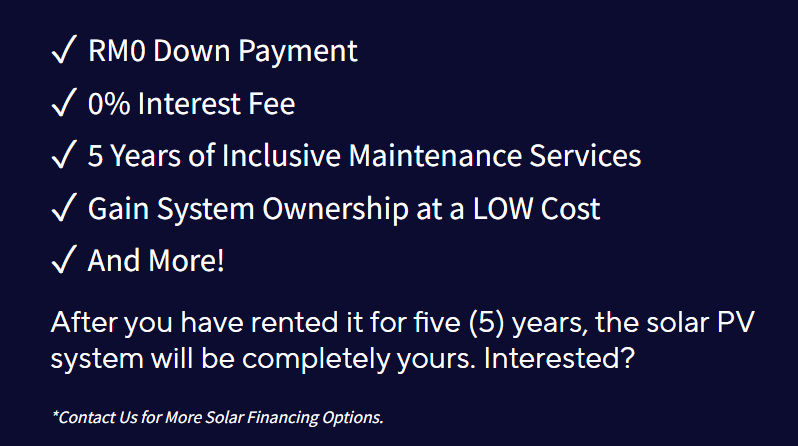 ✓ RM0 Down Payment
✓ 0% Interest Fee
✓ 5 Years of Inclusive Maintenance Services
✓ Gain System Ownership at a LOW Cost
✓ And More!
After you have rented it for five (5) years, the solar PV
system will be completely yours. Interested?
*Contact Us for More Solar Financing Options.